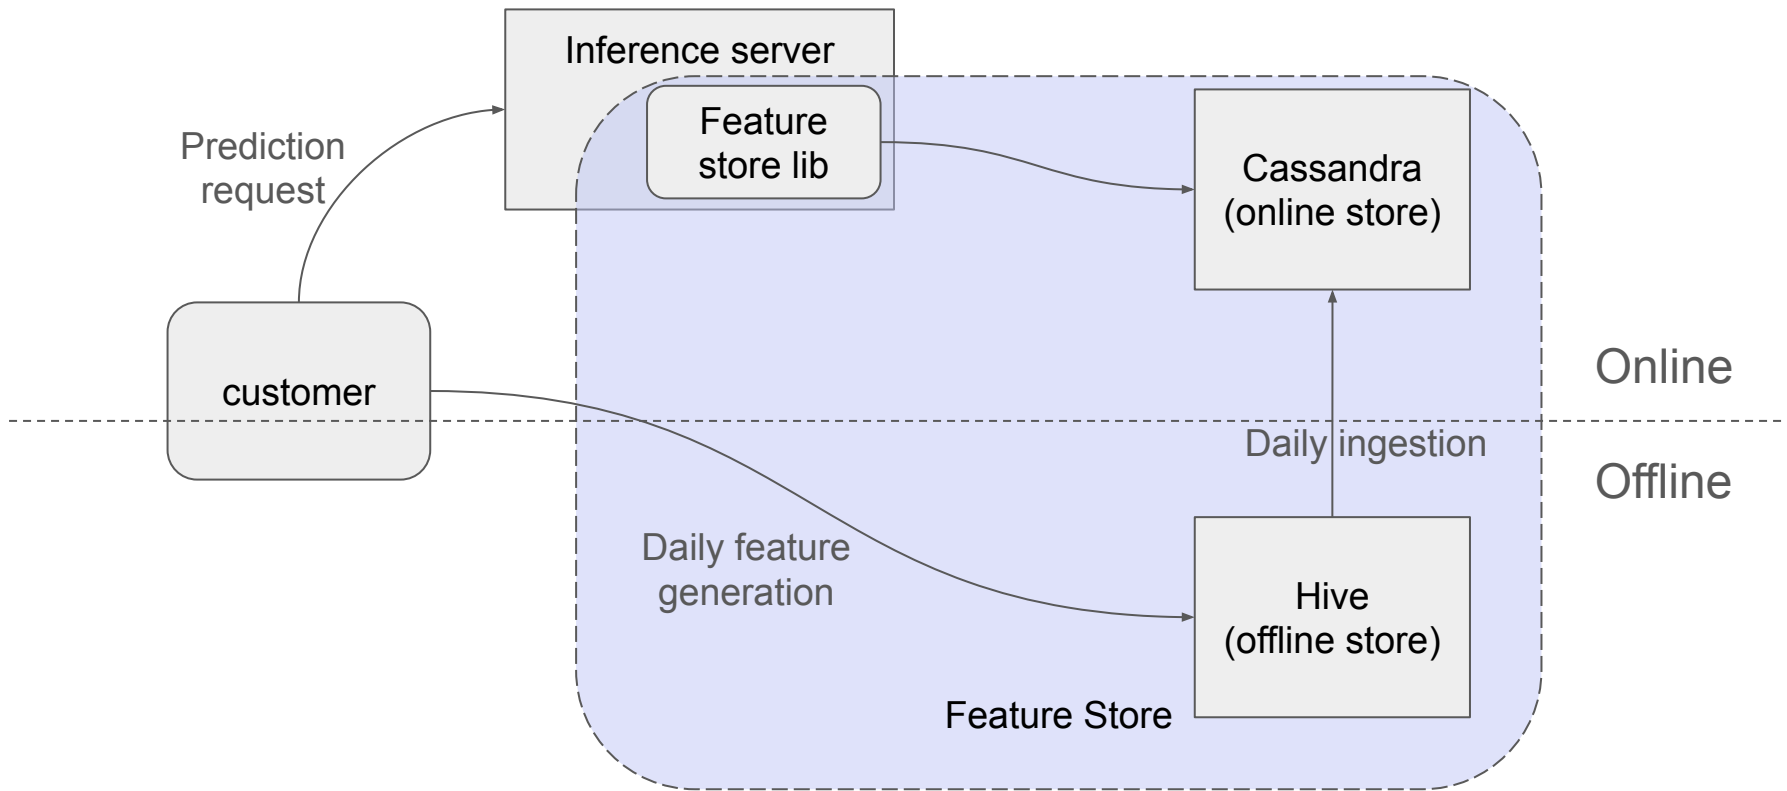 Inference server
Feature
store lib
Prediction
request
Cassandra
(online store)
customer
Online
Daily ingestion
Offline
Daily feature
generation
Hive
(offline store)
Feature Store